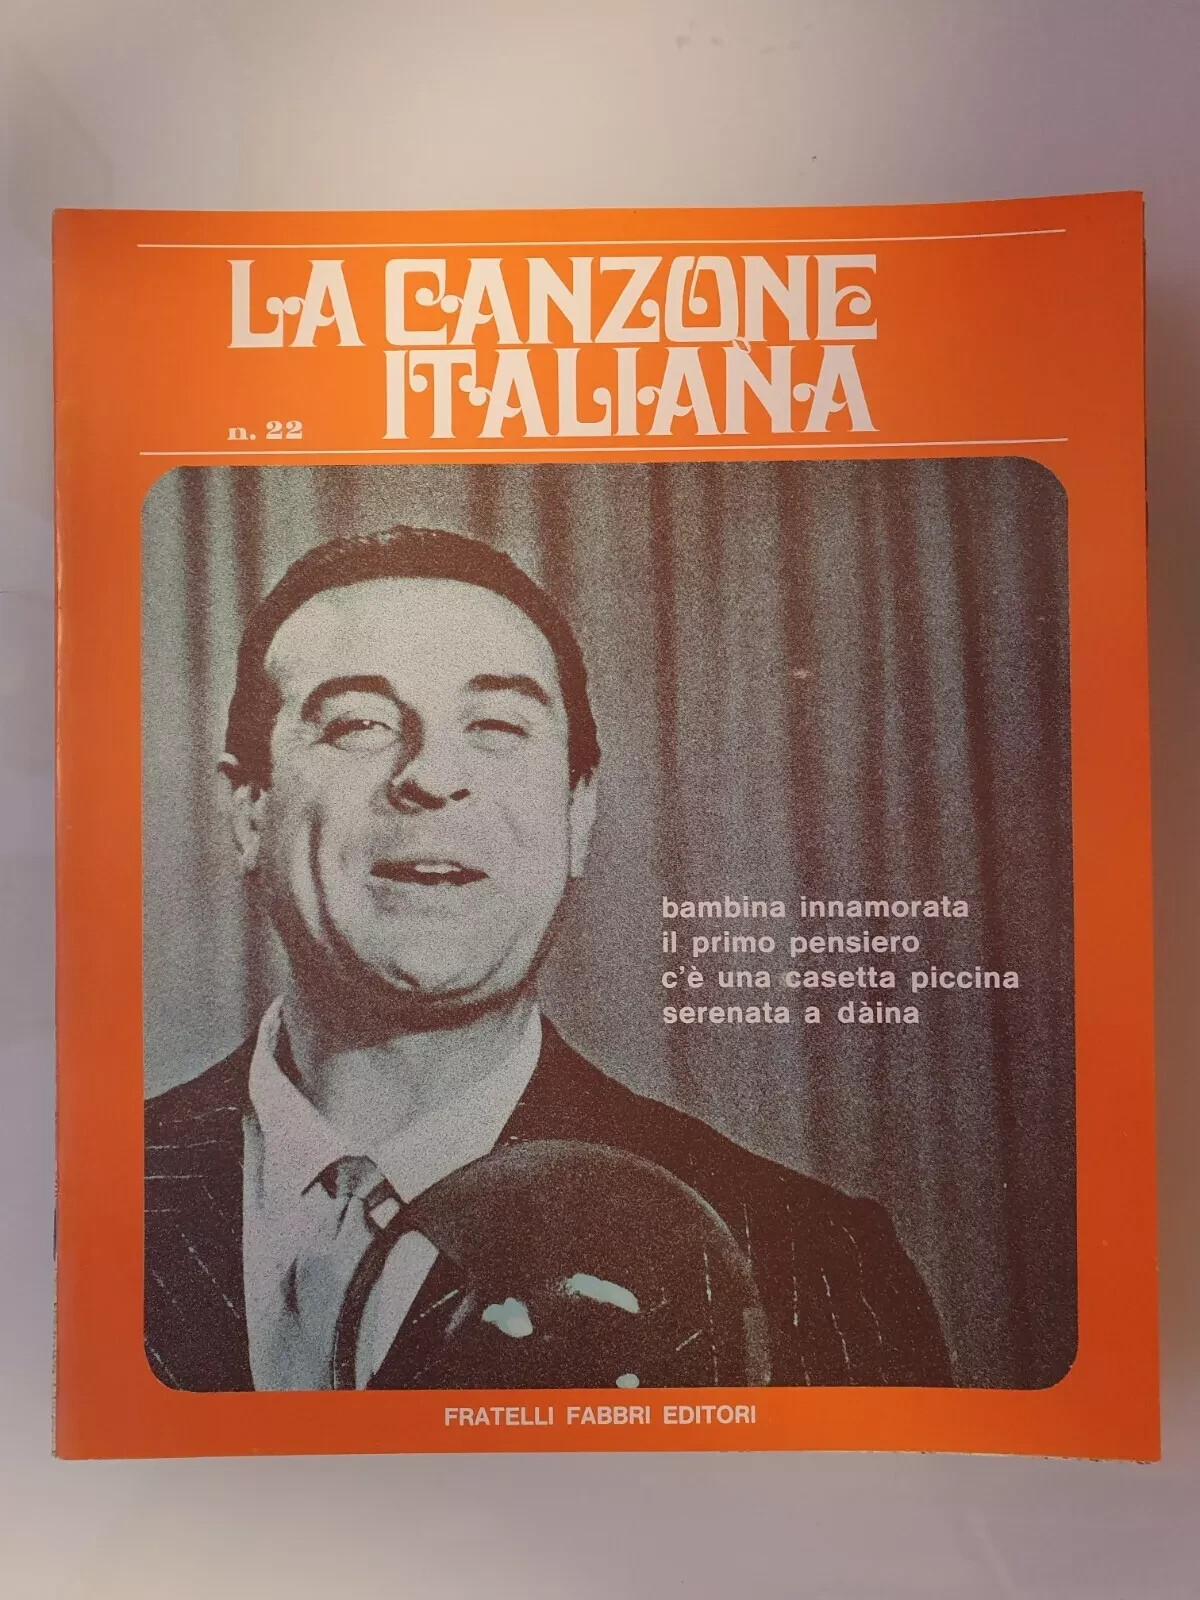 LA CANZONE
ITALIANA
n. 22
bambina innamorata
il primo pensiero
c'è una casetta piccina
serenata a dàina
FRATELLI FABBRI EDITORI